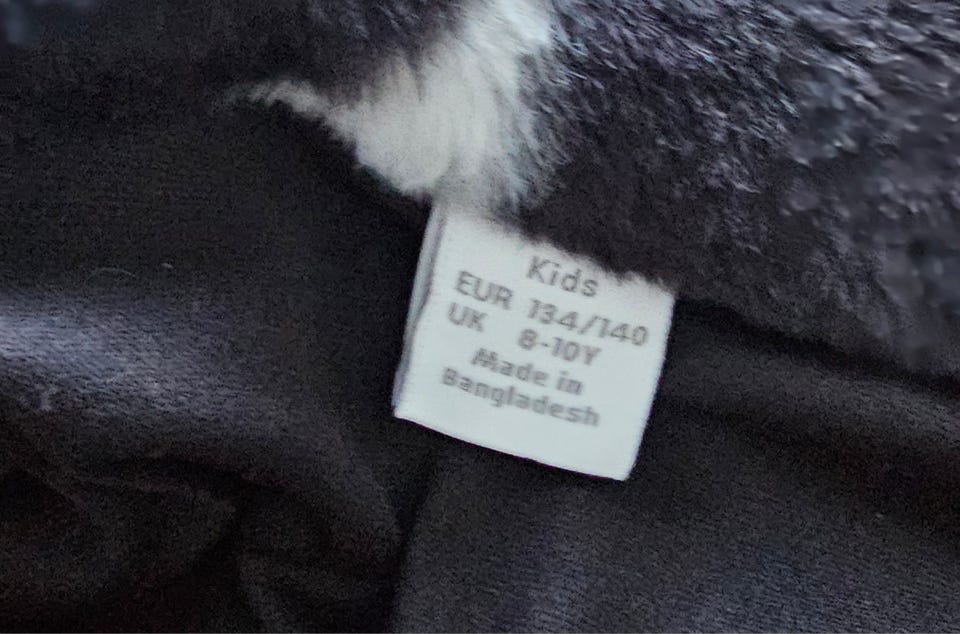 Kids
EUR 134/140
UK 8-10Y
Made in
Bangladesh